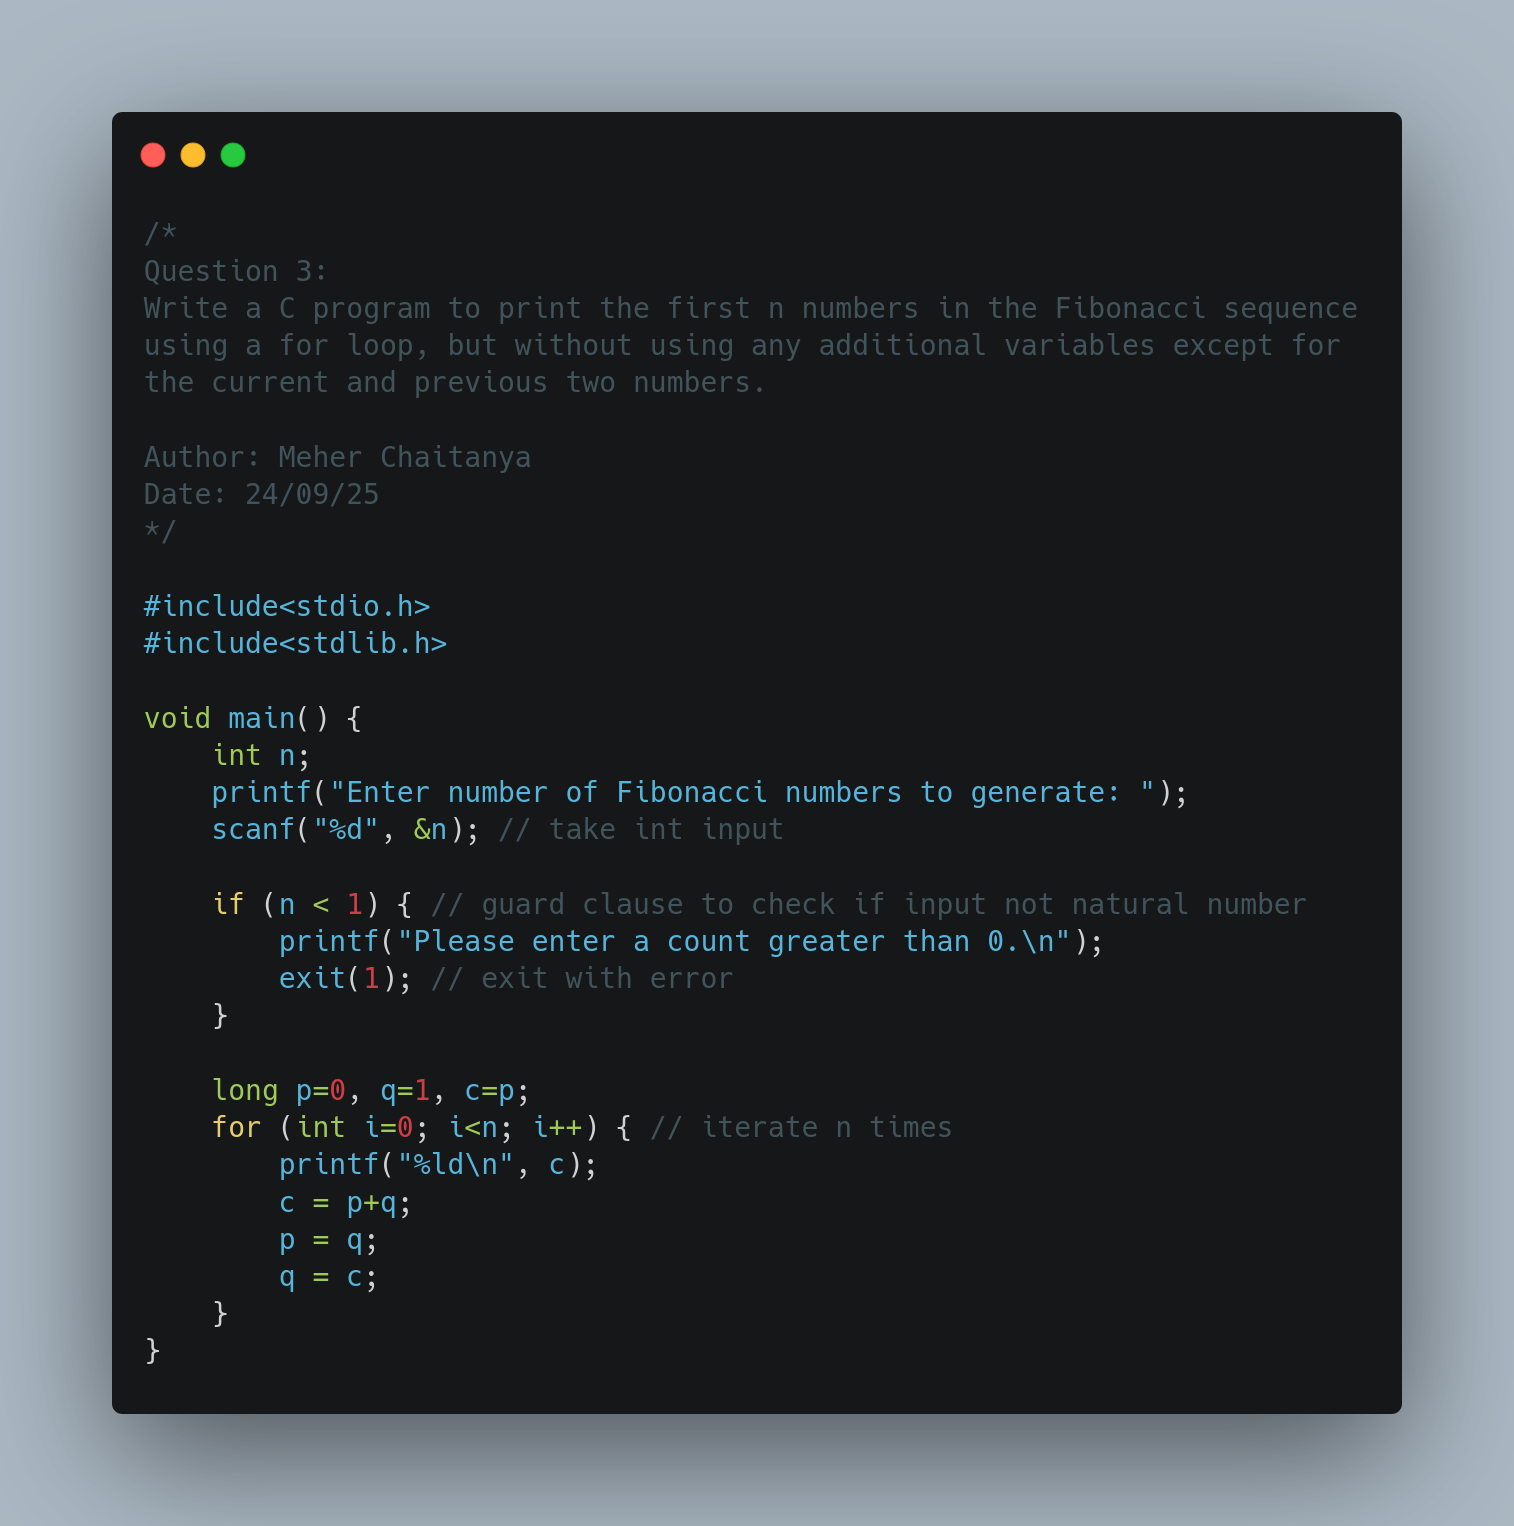 /*
Question 3:
Write a C program to print the first n numbers in the Fibonacci sequence
using a for loop, but without using any additional variables except for
the current and previous two numbers.

Author: Meher Chaitanya
Date: 24/09/25
*/

#include<stdio.h>
#include<stdlib.h>

void main() {
    int n;
    printf("Enter number of Fibonacci numbers to generate: ");
    scanf("%d", &n); // take int input

    if (n < 1) { // guard clause to check if input not natural number
        printf("Please enter a count greater than 0.\n");
        exit(1); // exit with error
    }

    long p=0, q=1, c=p;
    for (int i=0; i<n; i++) { // iterate n times
        printf("%ld\n", c);
        c = p+q;
        p = q;
        q = c;
    }
}